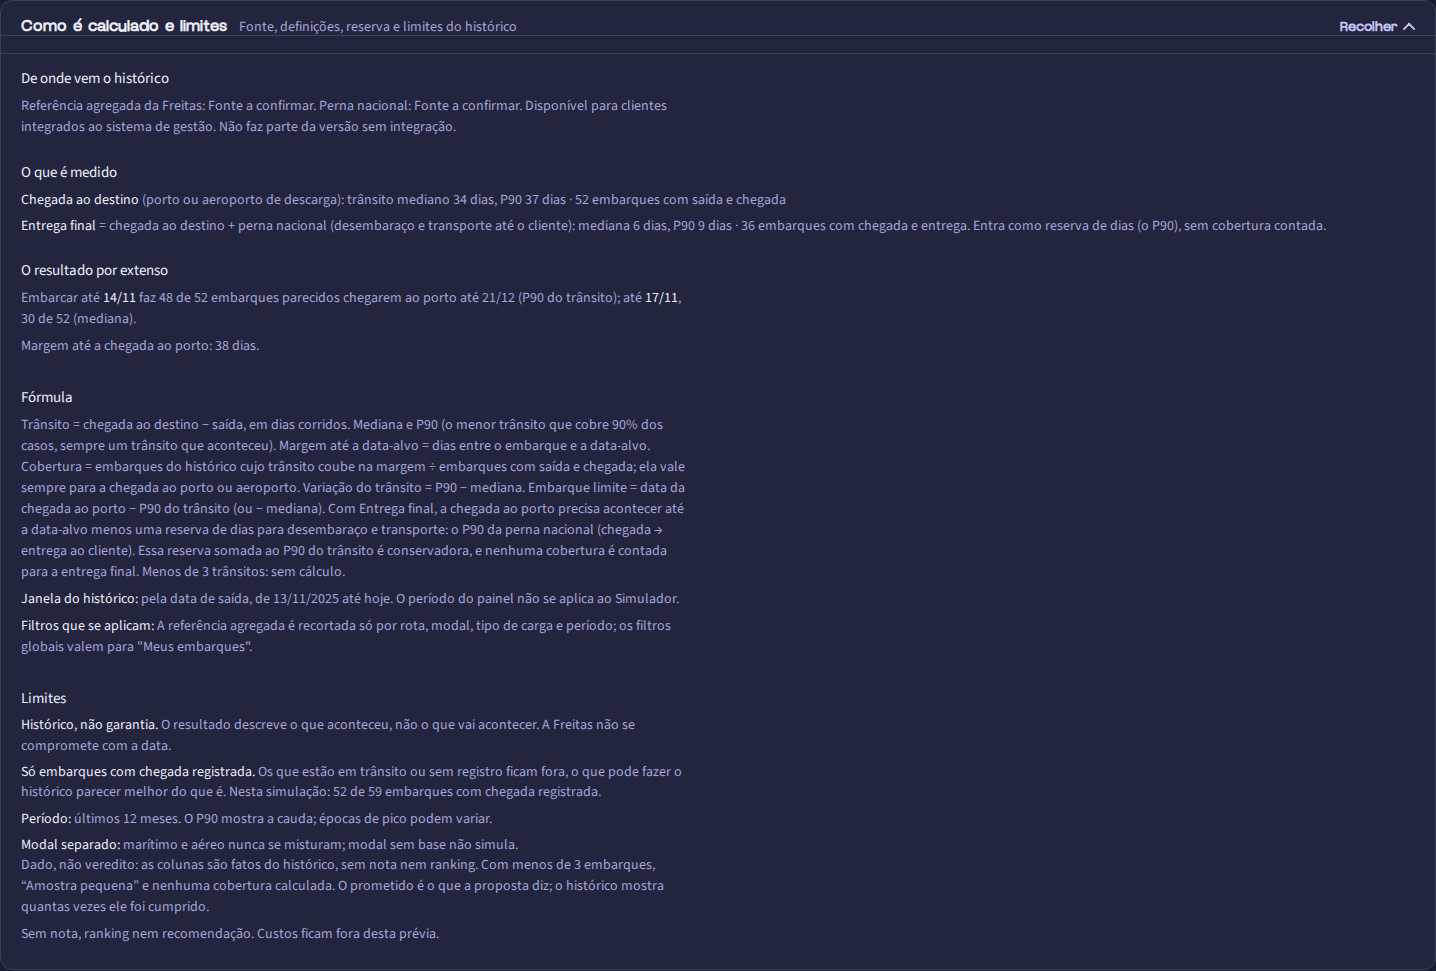 Como é calculado e limites Fonte, definições, reserva e limites do histórico Recolher
De onde vem o histórico
Referência agregada da Freitas: Fonte a confirmar. Perna nacional: Fonte a confirmar. Disponível para clientes
integrados ao sistema de gestão. Não faz parte da versão sem integração.
O que é medido
Chegada ao destino (porto ou aeroporto de descarga): trânsito mediano 34 dias, P90 37 dias · 52 embarques com saída e chegada
Entrega final = chegada ao destino + perna nacional (desembaraço e transporte até o cliente): mediana 6 dias, P90 9 dias · 36 embarques com chegada e entrega. Entra como reserva de dias (o P90), sem cobertura contada.
O resultado por extenso
Embarcar até 14/11 faz 48 de 52 embarques parecidos chegarem ao porto até 21/12 (P90 do trânsito); até 17/11,
30 de 52 (mediana).
Margem até a chegada ao porto: 38 dias.
Fórmula
Trânsito = chegada ao destino − saída, em dias corridos. Mediana e P90 (o menor trânsito que cobre 90% dos
casos, sempre um trânsito que aconteceu). Margem até a data-alvo = dias entre o embarque e a data-alvo.
Cobertura = embarques do histórico cujo trânsito coube na margem ÷ embarques com saída e chegada; ela vale
sempre para a chegada ao porto ou aeroporto. Variação do trânsito = P90 − mediana. Embarque limite = data da
chegada ao porto − P90 do trânsito (ou − mediana). Com Entrega final, a chegada ao porto precisa acontecer até
a data-alvo menos uma reserva de dias para desembaraço e transporte: o P90 da perna nacional (chegada →
entrega ao cliente). Essa reserva somada ao P90 do trânsito é conservadora, e nenhuma cobertura é contada
para a entrega final. Menos de 3 trânsitos: sem cálculo.
Janela do histórico: pela data de saída, de 13/11/2025 até hoje. O período do painel não se aplica ao Simulador.
Filtros que se aplicam: A referência agregada é recortada só por rota, modal, tipo de carga e período; os filtros
globais valem para "Meus embarques".
Limites
Histórico, não garantia. O resultado descreve o que aconteceu, não o que vai acontecer. A Freitas não se
compromete com a data.
Só embarques com chegada registrada. Os que estão em trânsito ou sem registro ficam fora, o que pode fazer o
histórico parecer melhor do que é. Nesta simulação: 52 de 59 embarques com chegada registrada.
Período: últimos 12 meses. O P90 mostra a cauda; épocas de pico podem variar.
Modal separado: marítimo e aéreo nunca se misturam; modal sem base não simula.
Dado, não veredito: as colunas são fatos do histórico, sem nota nem ranking. Com menos de 3 embarques,
“Amostra pequena” e nenhuma cobertura calculada. O prometido é o que a proposta diz; o histórico mostra
quantas vezes ele foi cumprido.
Sem nota, ranking nem recomendação. Custos ficam fora desta prévia.